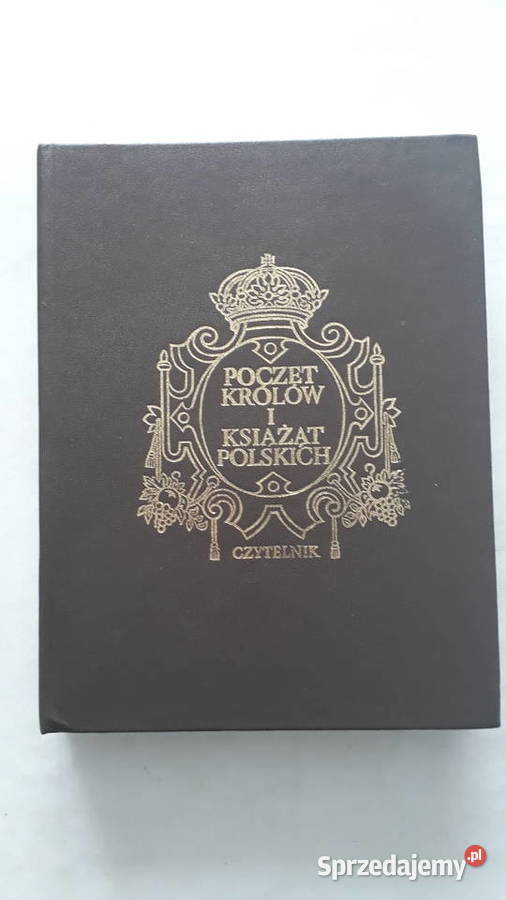 POCZET
KRÓLÓW
I
KSIĄŻĄT
POLSKICH
CZYTELNIK
Sprzedajemy.pl